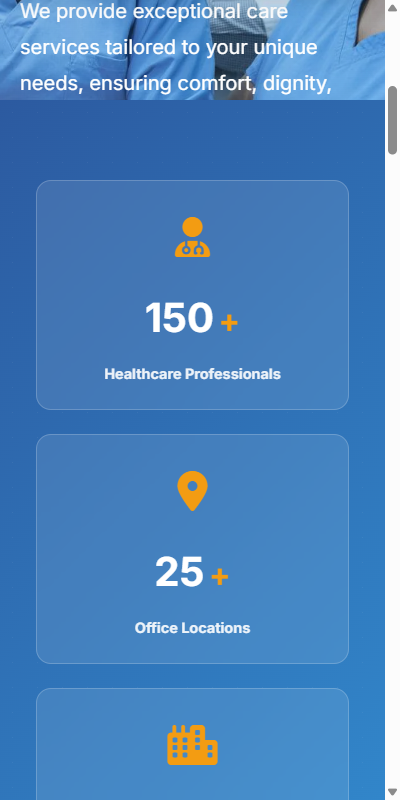 We provide exceptional care
services tailored to your unique
needs, ensuring comfort, dignity,
150 +
Healthcare Professionals
25 +
Office Locations